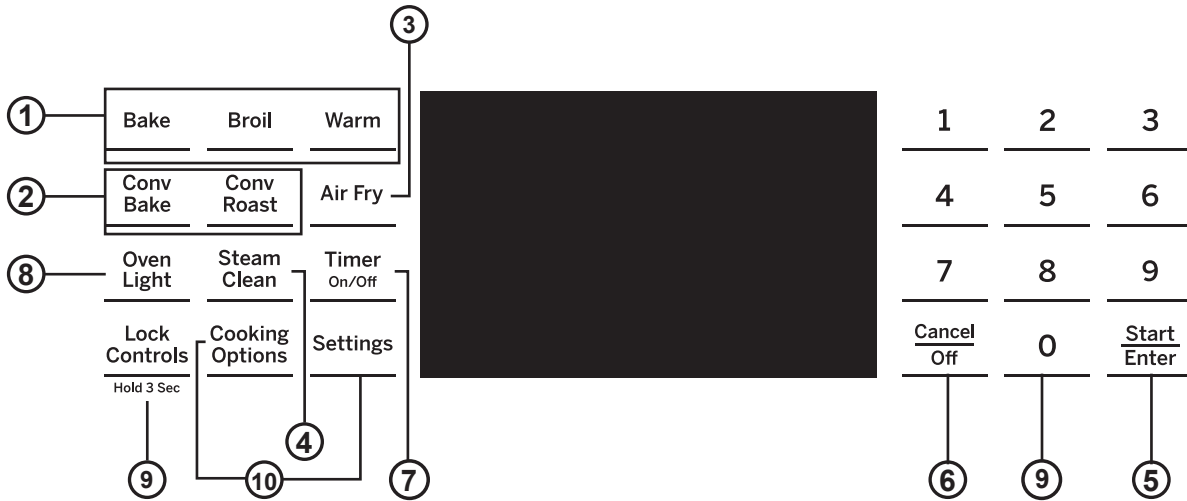 3
1
Bake Broil Warm
1 2 3
2
Conv
Bake
Conv
Roast
Air Fry
4 5 6
8
Oven
Light
Steam
Clean
Timer
On/Off
7 8 9
Lock
Controls
Hold 3 Sec
Cooking
Options
Settings
Cancel
Off
0
Start
Enter
4
9
10
7
6
9
5